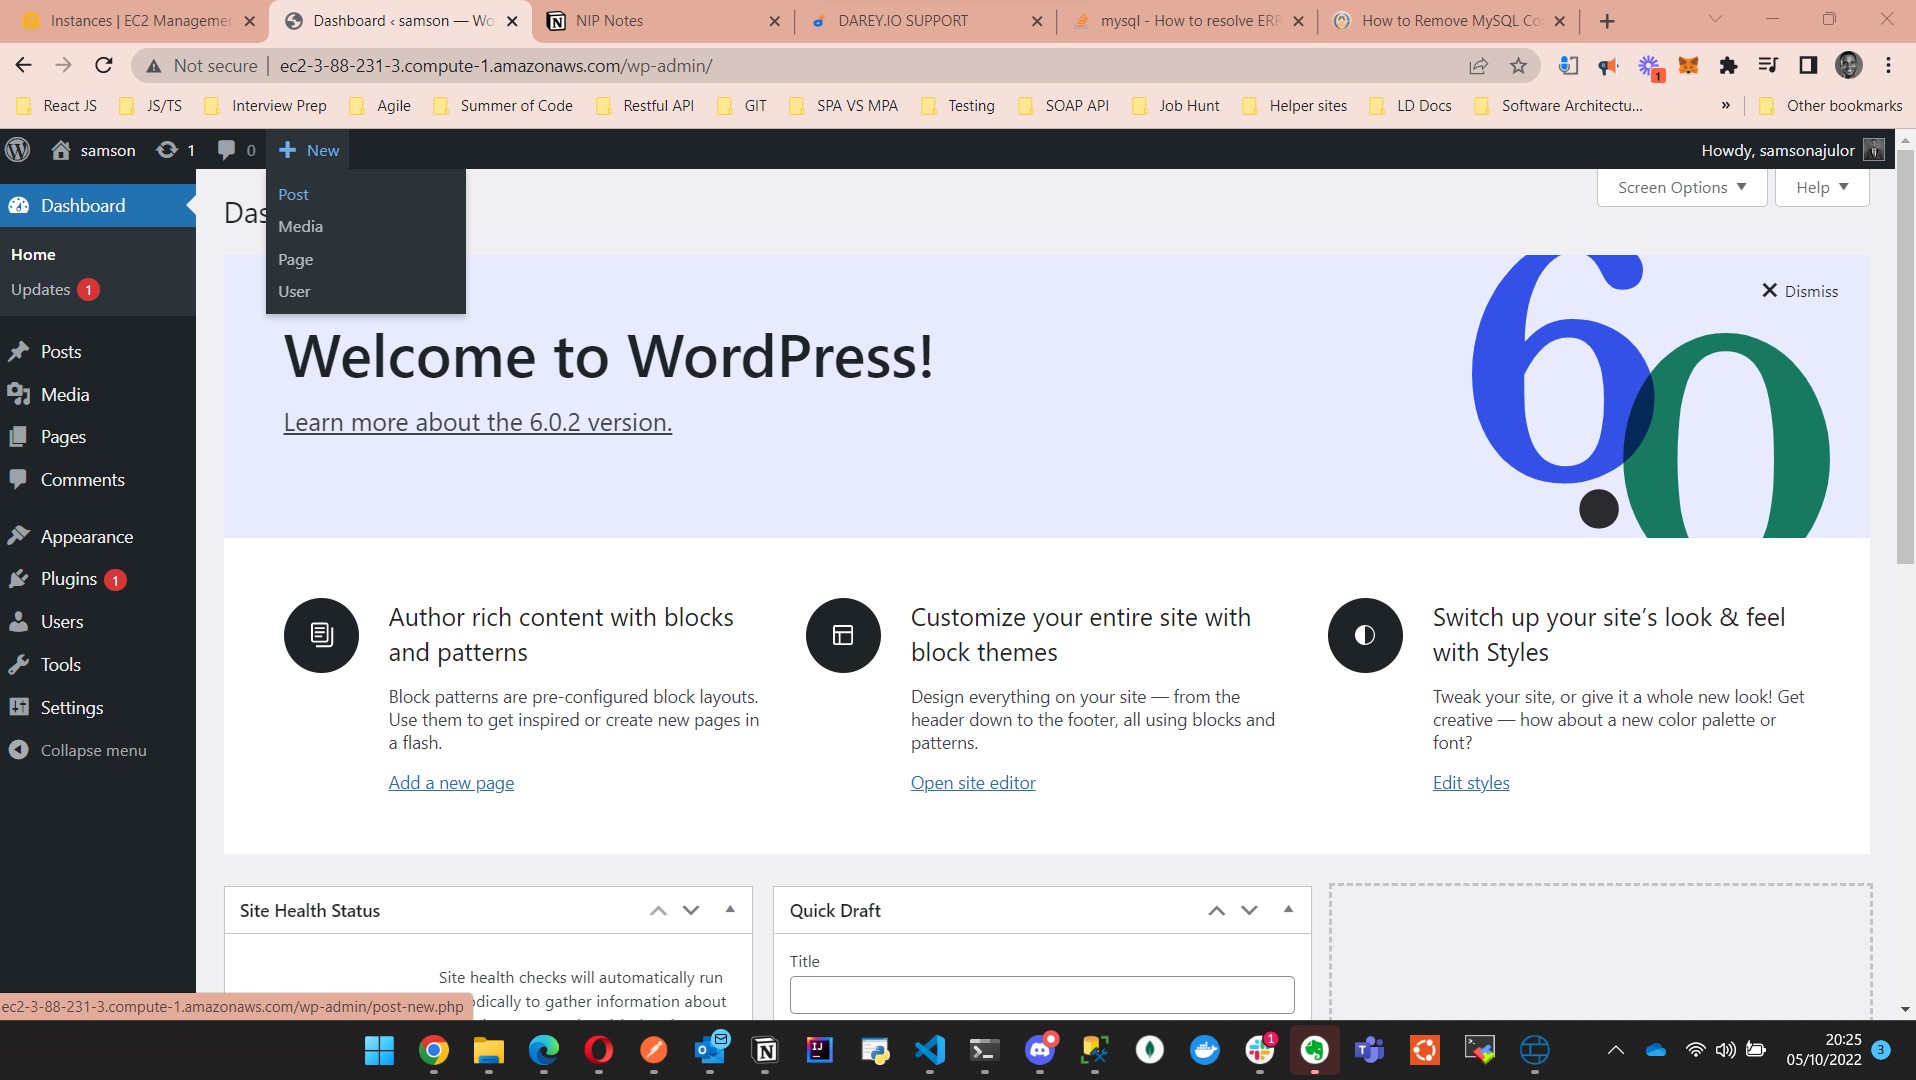 Instances | EC2 Managemen
Dashboard ‹ samson — Wo
NIP Notes
DAREY.IO SUPPORT
mysql - How to resolve ERR
How to Remove MySQL Co
Not secure
ec2-3-88-231-3.compute-1.amazonaws.com/wp-admin/
1
React JS
JS/TS
Interview Prep
Agile
Summer of Code
Restful API
GIT
SPA VS MPA
Testing
SOAP API
Job Hunt
Helper sites
LD Docs
Software Architectu...
»
Other bookmarks
samson
1
0
New
Howdy, samsonajulor
Post
Media
Page
User
Dashboard
Home
Updates 1
Posts
Media
Pages
Comments
Appearance
Plugins 1
Users
Tools
Settings
Collapse menu
Das
Screen Options
Help
Dismiss
60
Welcome to WordPress!
Learn more about the 6.0.2 version.
Author rich content with blocks
and patterns
Block patterns are pre-configured block layouts.
Use them to get inspired or create new pages in
a flash.
Add a new page
Customize your entire site with
block themes
Design everything on your site — from the
header down to the footer, all using blocks and
patterns.
Open site editor
Switch up your site’s look & feel
with Styles
Tweak your site, or give it a whole new look! Get
creative — how about a new color palette or
font?
Edit styles
Site Health Status
Site health checks will automatically run
odically to gather information about
Quick Draft
Title
ec2-3-88-231-3.compute-1.amazonaws.com/wp-admin/post-new.php
IJ
1
20:25
05/10/2022
3